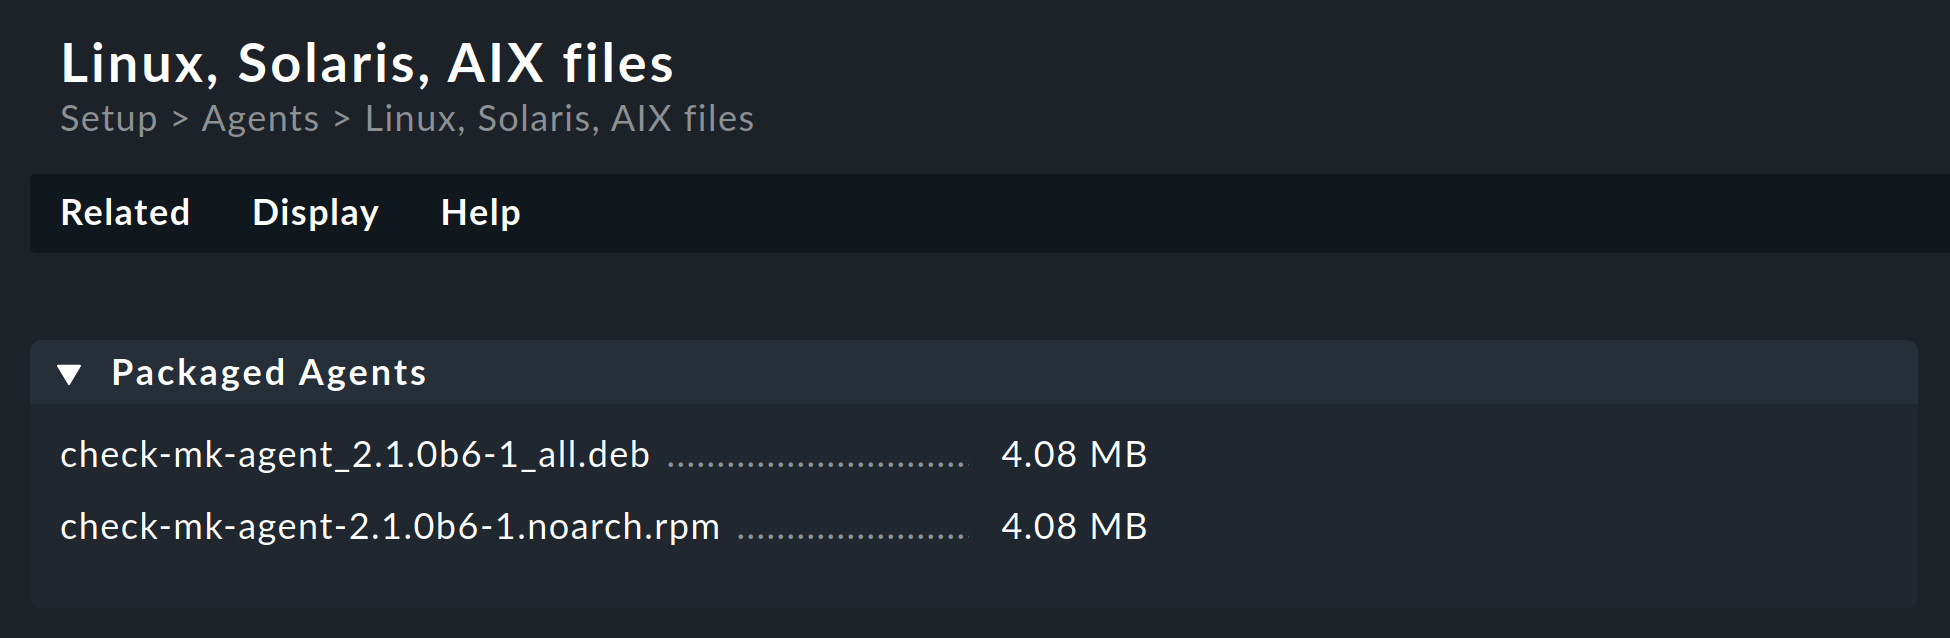 Linux, Solaris, AIX files
Setup > Agents > Linux, Solaris, AIX files
Related Display Help
Packaged Agents
check-mk-agent_2.1.0b6-1_all.deb .............................. 4.08 MB
check-mk-agent-2.1.0b6-1.noarch.rpm ....................... 4.08 MB